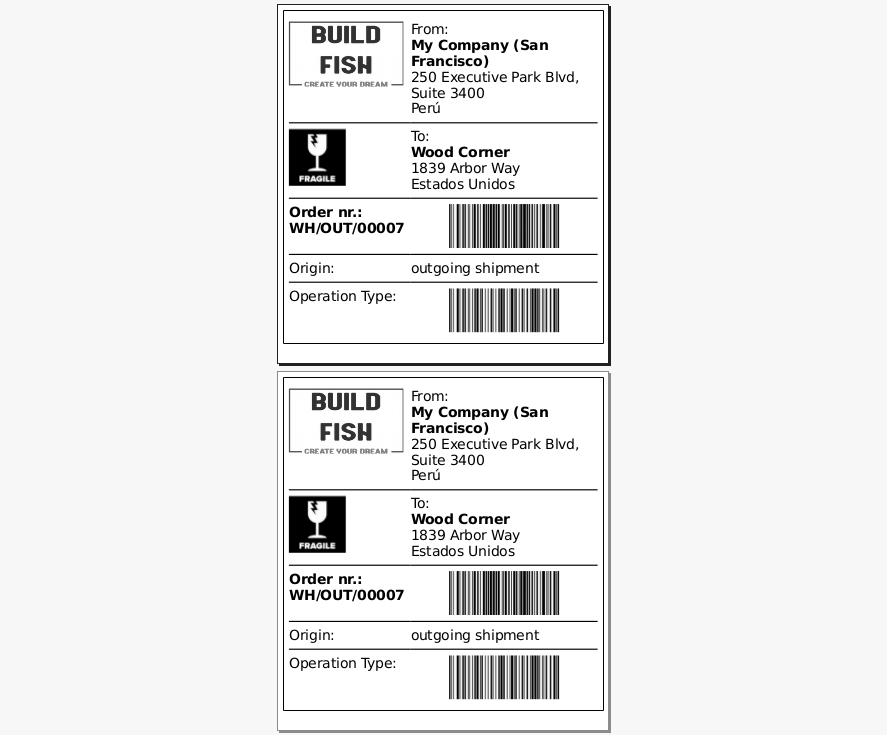 BUILD
FISH
CREATE YOUR DREAM
From:
My Company (San
Francisco)
250 Executive Park Blvd,
Suite 3400
Perú
FRAGILE
To:
Wood Corner
1839 Arbor Way
Estados Unidos
Order nr.:
WH/OUT/00007
Origin:
outgoing shipment
Operation Type:
BUILD
FISH
CREATE YOUR DREAM
From:
My Company (San
Francisco)
250 Executive Park Blvd,
Suite 3400
Perú
FRAGILE
To:
Wood Corner
1839 Arbor Way
Estados Unidos
Order nr.:
WH/OUT/00007
Origin:
outgoing shipment
Operation Type: